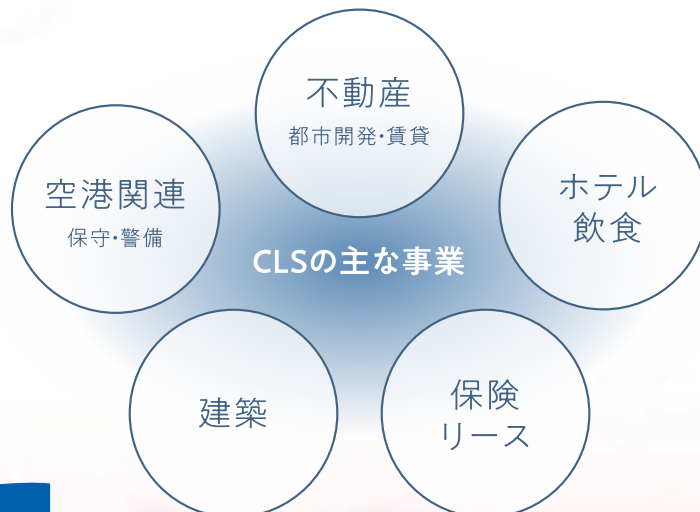 不動産
都市開発・賃貸
空港関連
保守・警備
ホテル
飲食
CLSの主な事業
建築
保険
リース